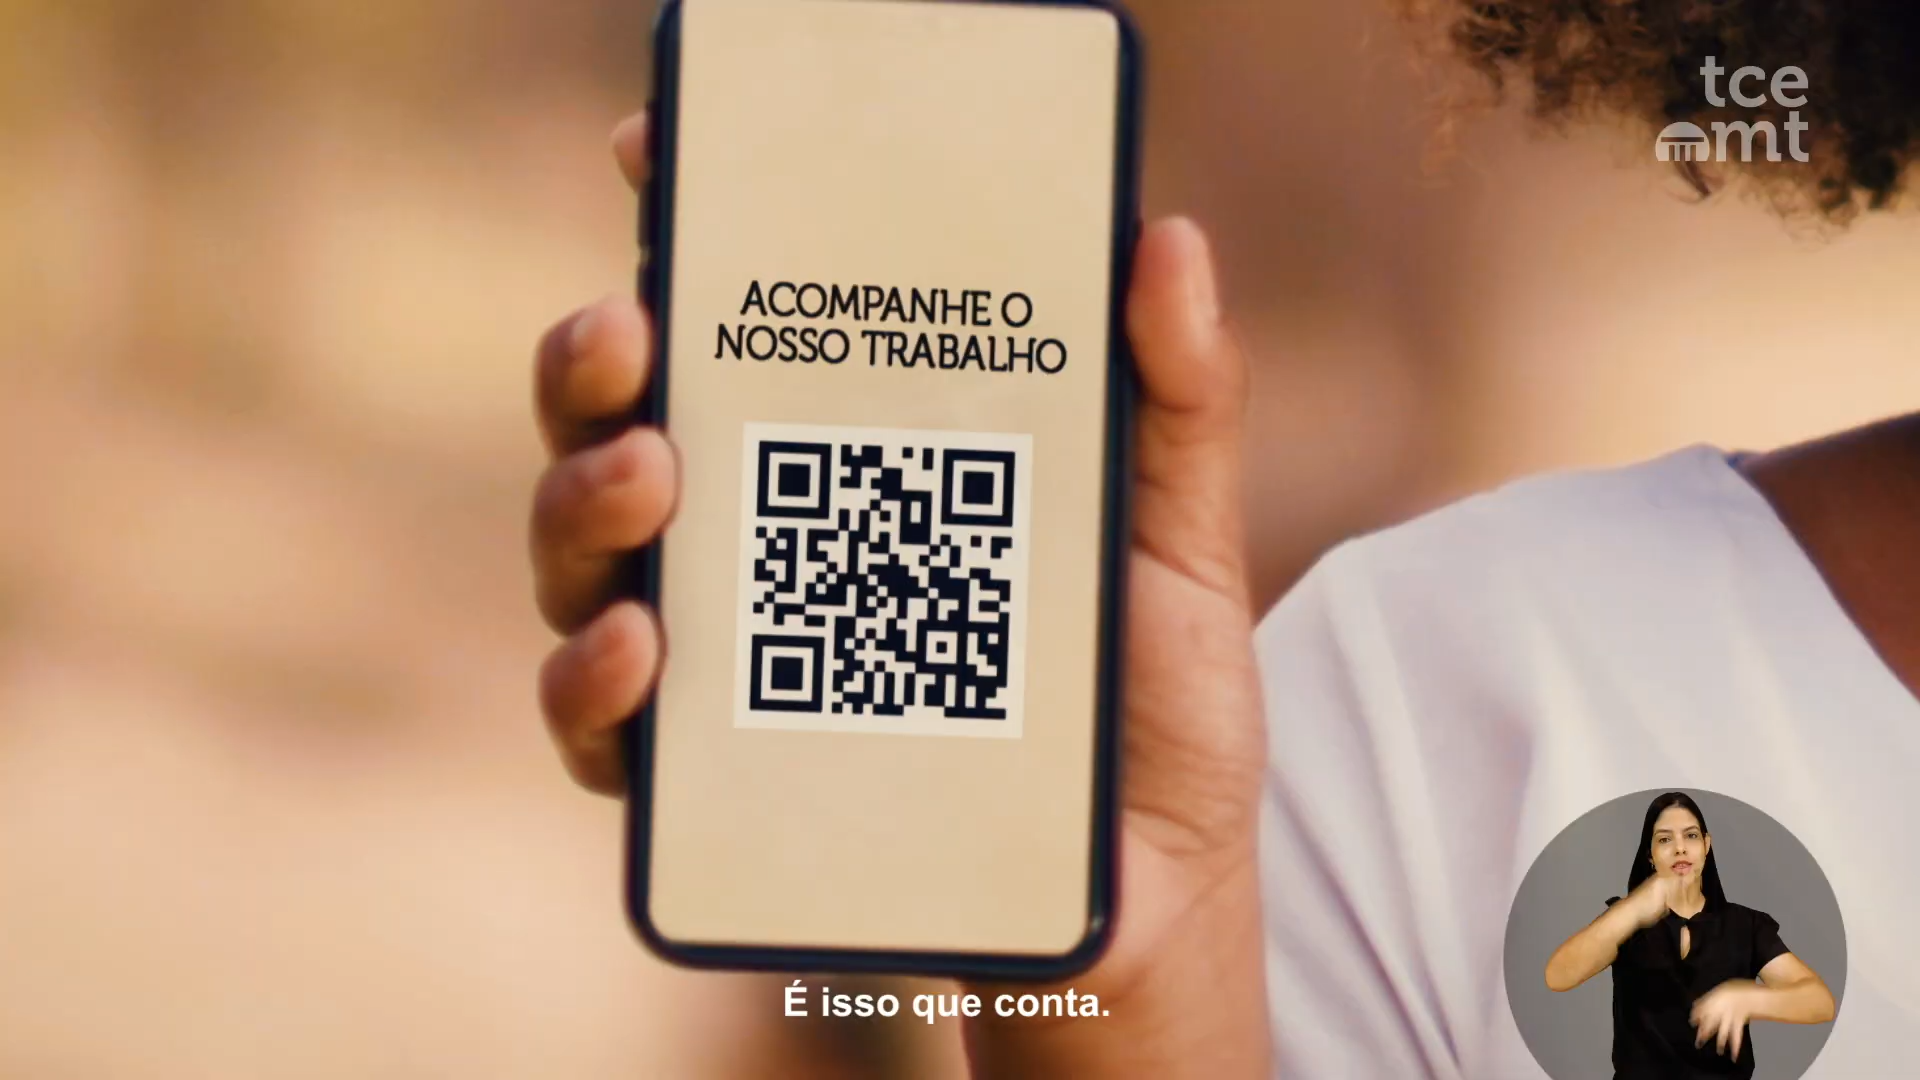 tce
mt
ACOMPANHE O
NOSSO TRABALHO
É isso que conta.